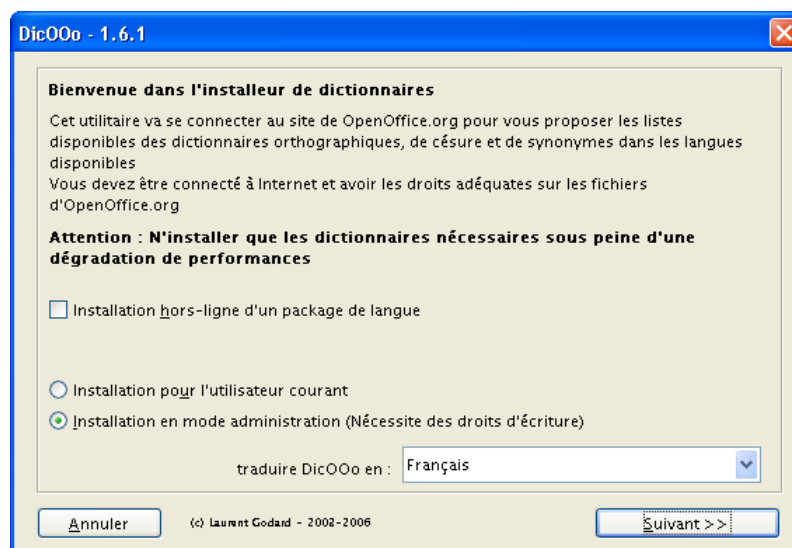 DicOOo - 1.6.1
Bienvenue dans l'installeur de dictionnaires
Cet utilitaire va se connecter au site de OpenOffice.org pour vous proposer les listes
disponibles des dictionnaires orthographiques, de césure et de synonymes dans les langues
disponibles
Vous devez être connecté à Internet et avoir les droits adéquates sur les fichiers
d'OpenOffice.org
Attention : N'installer que les dictionnaires nécessaires sous peine d'une
dégradation de performances
Installation hors-ligne d'un package de langue
Installation pour l'utilisateur courant
Installation en mode administration (Nécessite des droits d'écriture)
traduire DicOOo en : Français
Annuler (c) Laurent Godard - 2002-2006 Suivant >>